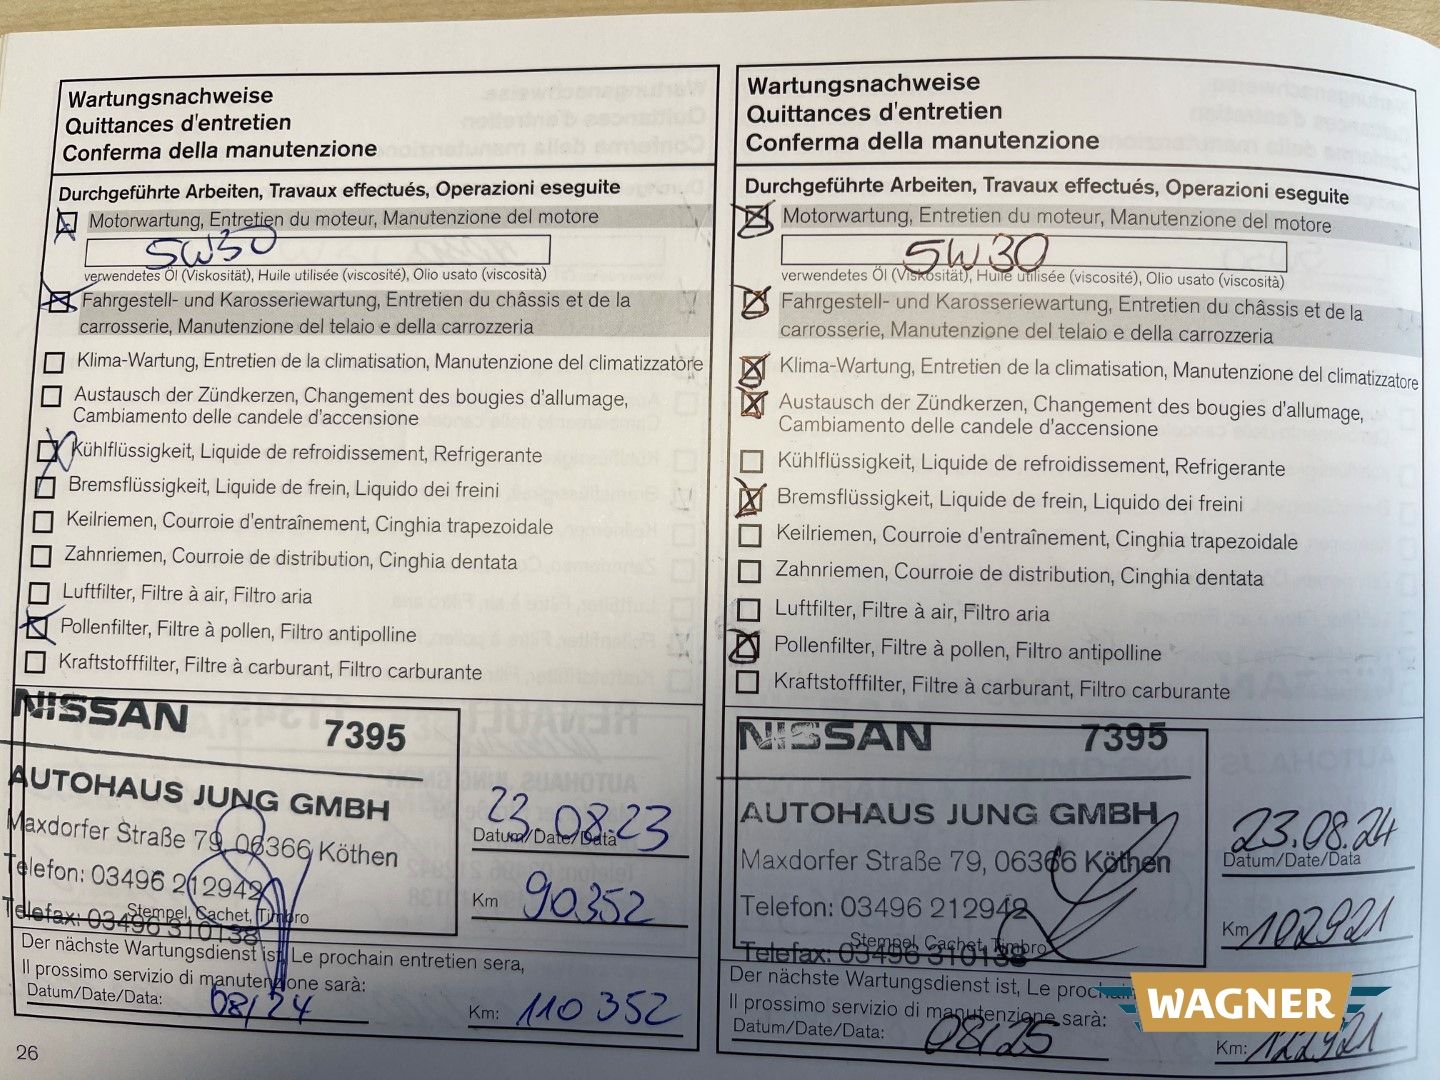 Wartungsnachweise
Quittances d'entretien
Conferma della manutenzione
Durchgeführte Arbeiten, Travaux effectués, Operazioni eseguite
Motorwartung, Entretien du moteur, Manutenzione del motore
5W30
verwendetes Öl (Viskosität), Huile utilisée (viscosité), Olio usato (viscosità)
Fahrgestell- und Karosseriewartung, Entretien du châssis et de la
carrosserie, Manutenzione del telaio e della carrozzeria
Klima-Wartung, Entretien de la climatisation, Manutenzione del climatizzatore
Austausch der Zündkerzen, Changement des bougies d'allumage,
Cambiamento delle candele d'accensione
Kühlflüssigkeit, Liquide de refroidissement, Refrigerante
Bremsflüssigkeit, Liquide de frein, Liquido dei freini
Keilriemen, Courroie d'entraînement, Cinghia trapezoidale
Zahnriemen, Courroie de distribution, Cinghia dentata
Luftfilter, Filtre à air, Filtro aria
Pollenfilter, Filtre à pollen, Filtro antipolline
Kraftstofffilter, Filtre à carburant, Filtro carburante
NISSAN 7395
AUTOHAUS JUNG GMBH
Maxdorfer Straße 79, 06366 Köthen
Telefon: 03496 212942
Telefax: 03496 310138
Stempel, Cachet, Timbro
23.08.23
Datum/Date/Data
Km 90352
Der nächste Wartungsdienst ist, Le prochain entretien sera,
Il prossimo servizio di manutenzione sarà:
Datum/Date/Data: 08/24 Km: 110 352
26
Wartungsnachweise
Quittances d'entretien
Conferma della manutenzione
Durchgeführte Arbeiten, Travaux effectués, Operazioni eseguite
Motorwartung, Entretien du moteur, Manutenzione del motore
5W30
verwendetes Öl (Viskosität), Huile utilisée (viscosité), Olio usato (viscosità)
Fahrgestell- und Karosseriewartung, Entretien du châssis et de la
carrosserie, Manutenzione del telaio e della carrozzeria
Klima-Wartung, Entretien de la climatisation, Manutenzione del climatizzatore
Austausch der Zündkerzen, Changement des bougies d'allumage,
Cambiamento delle candele d'accensione
Kühlflüssigkeit, Liquide de refroidissement, Refrigerante
Bremsflüssigkeit, Liquide de frein, Liquido dei freini
Keilriemen, Courroie d'entraînement, Cinghia trapezoidale
Zahnriemen, Courroie de distribution, Cinghia dentata
Luftfilter, Filtre à air, Filtro aria
Pollenfilter, Filtre à pollen, Filtro antipolline
Kraftstofffilter, Filtre à carburant, Filtro carburante
NISSAN 7395
AUTOHAUS JUNG GMBH
Maxdorfer Straße 79, 06366 Köthen
Telefon: 03496 212942
Telefax: 03496 310138
Stempel, Cachet, Timbro
23.08.24
Datum/Date/Data
Km 102921
Der nächste Wartungsdienst ist, Le prochain
Il prossimo servizio di manutenzione sarà:
Datum/Date/Data: 08/25 Km: 122921
WAGNER